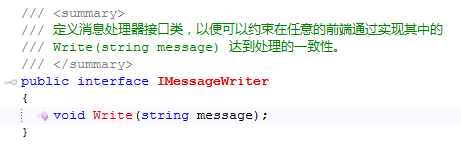 /// <summary>
/// 定义消息处理器接口类，以便可以约束在任意的前端通过实现其中的
/// Write(string message) 达到处理的一致性。
/// </summary>
public interface IMessageWriter
{
void Write(string message);
}